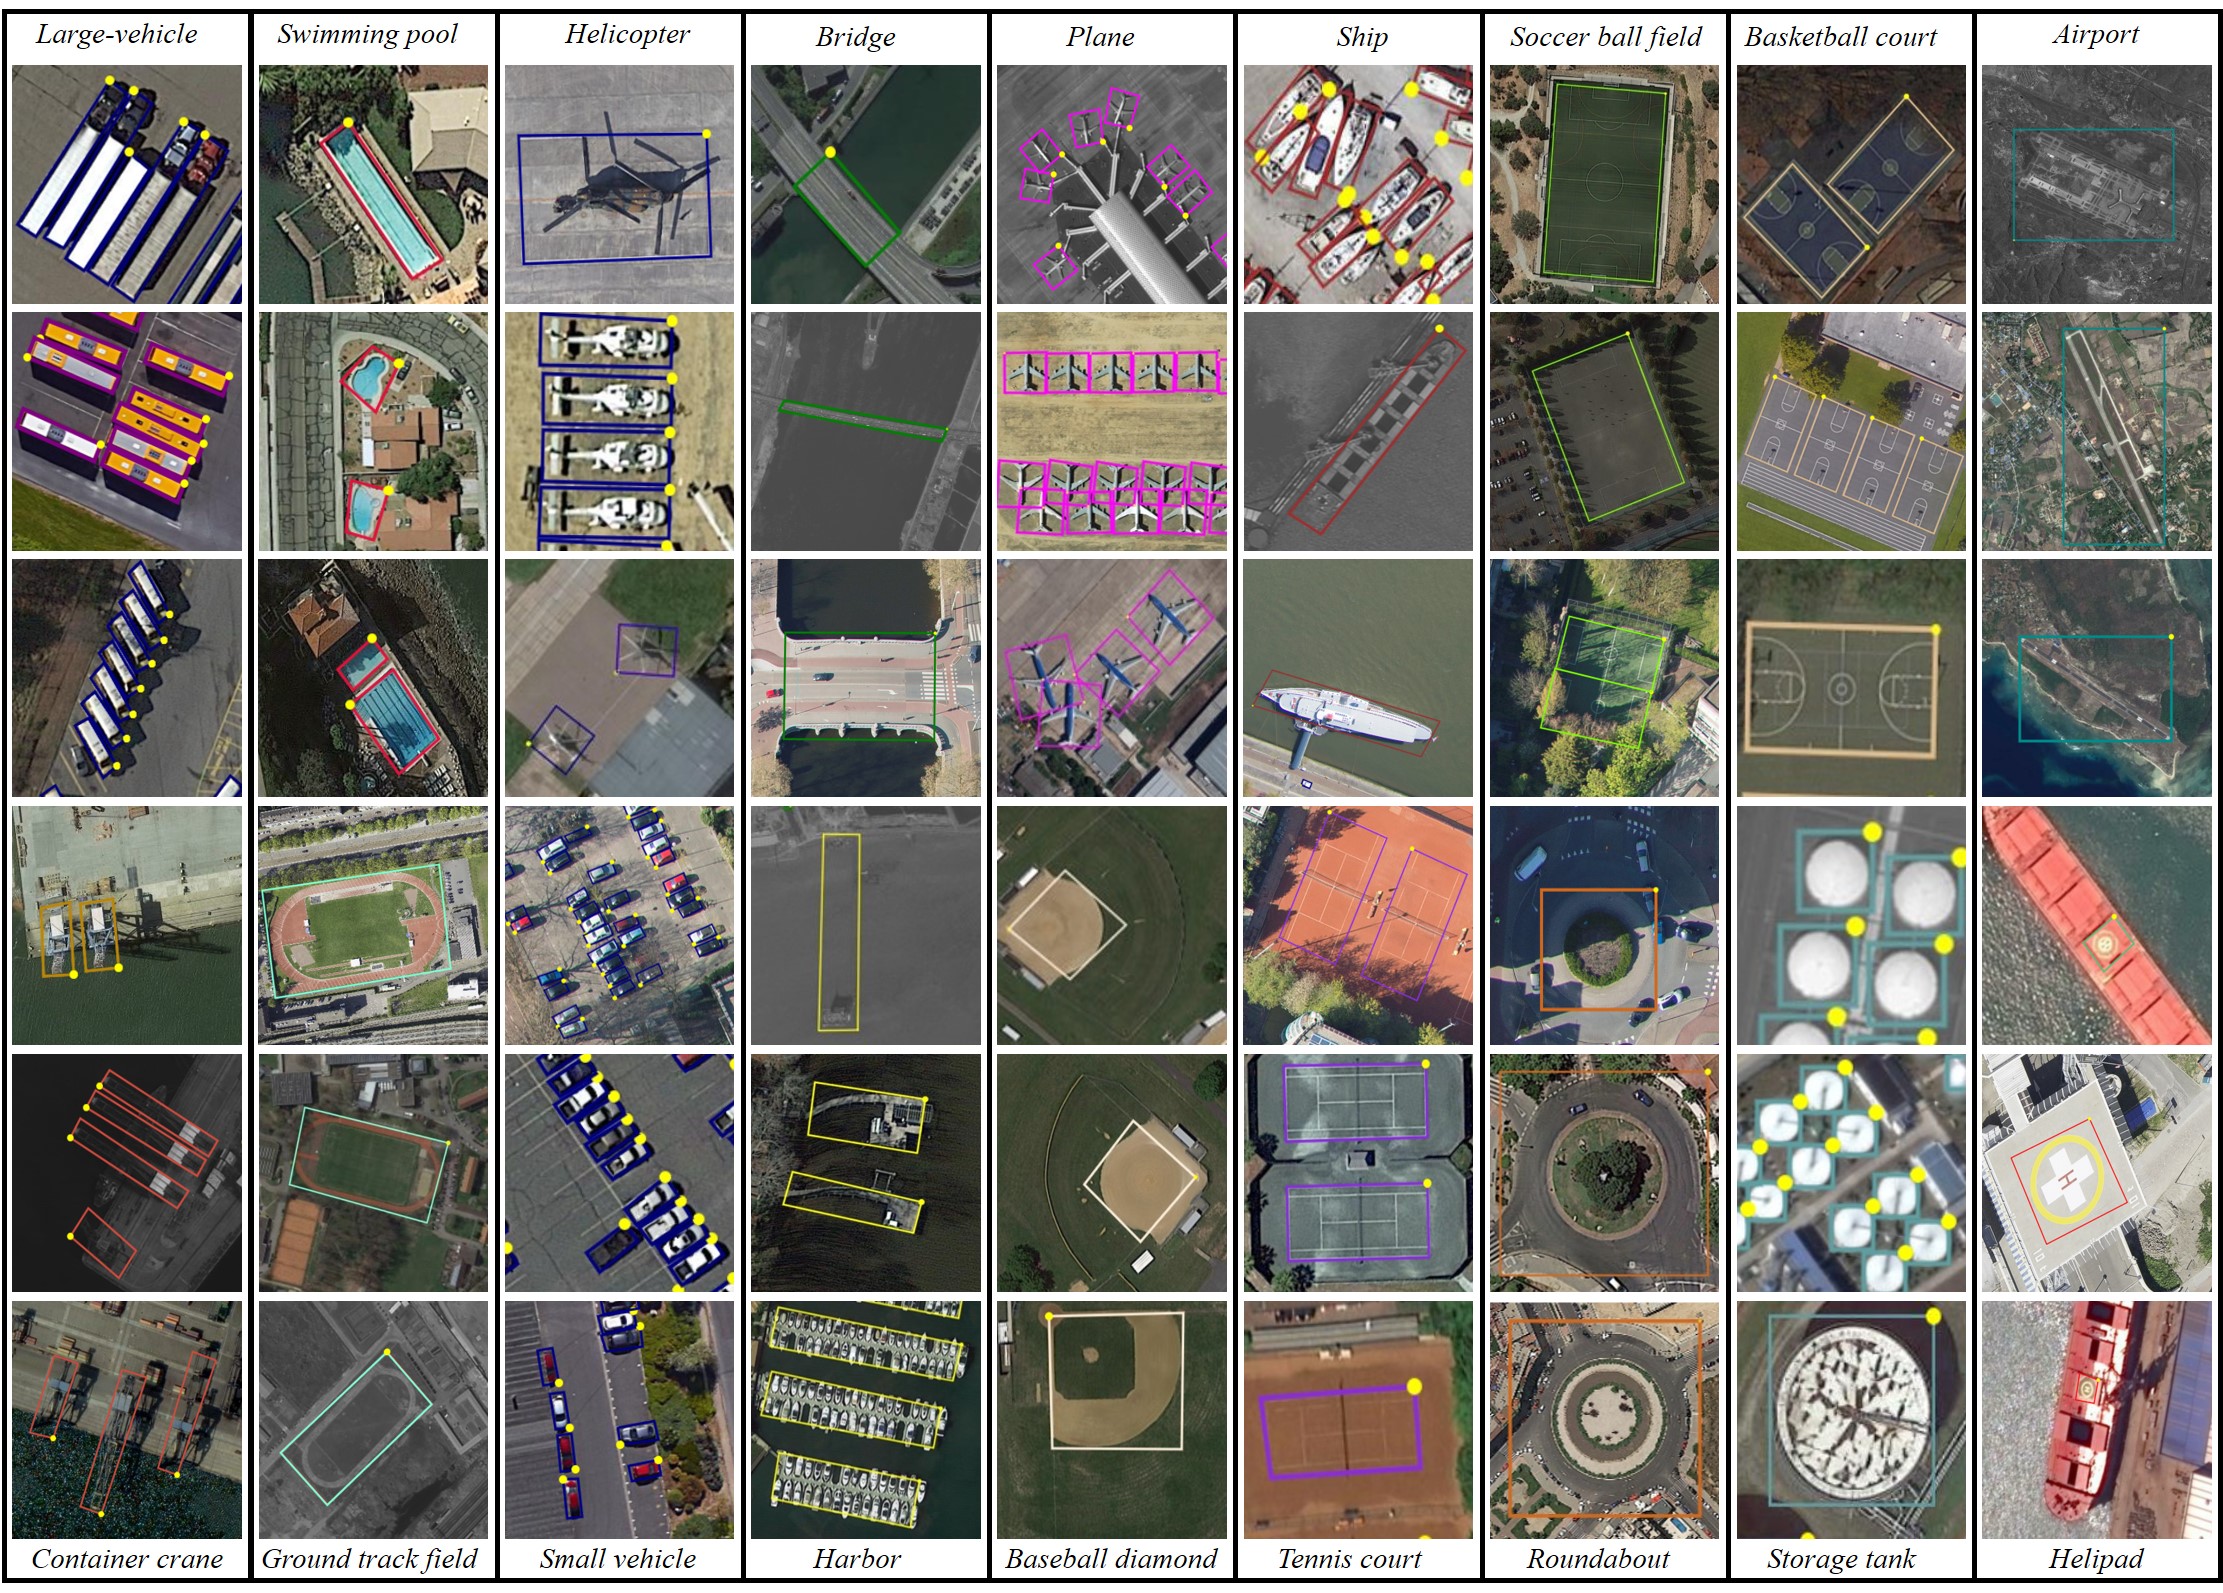 Large-vehicle
Swimming pool
Helicopter
Bridge
Plane
Ship
Soccer ball field
Basketball court
Airport
H
Container crane
Ground track field
Small vehicle
Harbor
Baseball diamond
Tennis court
Roundabout
Storage tank
Helipad